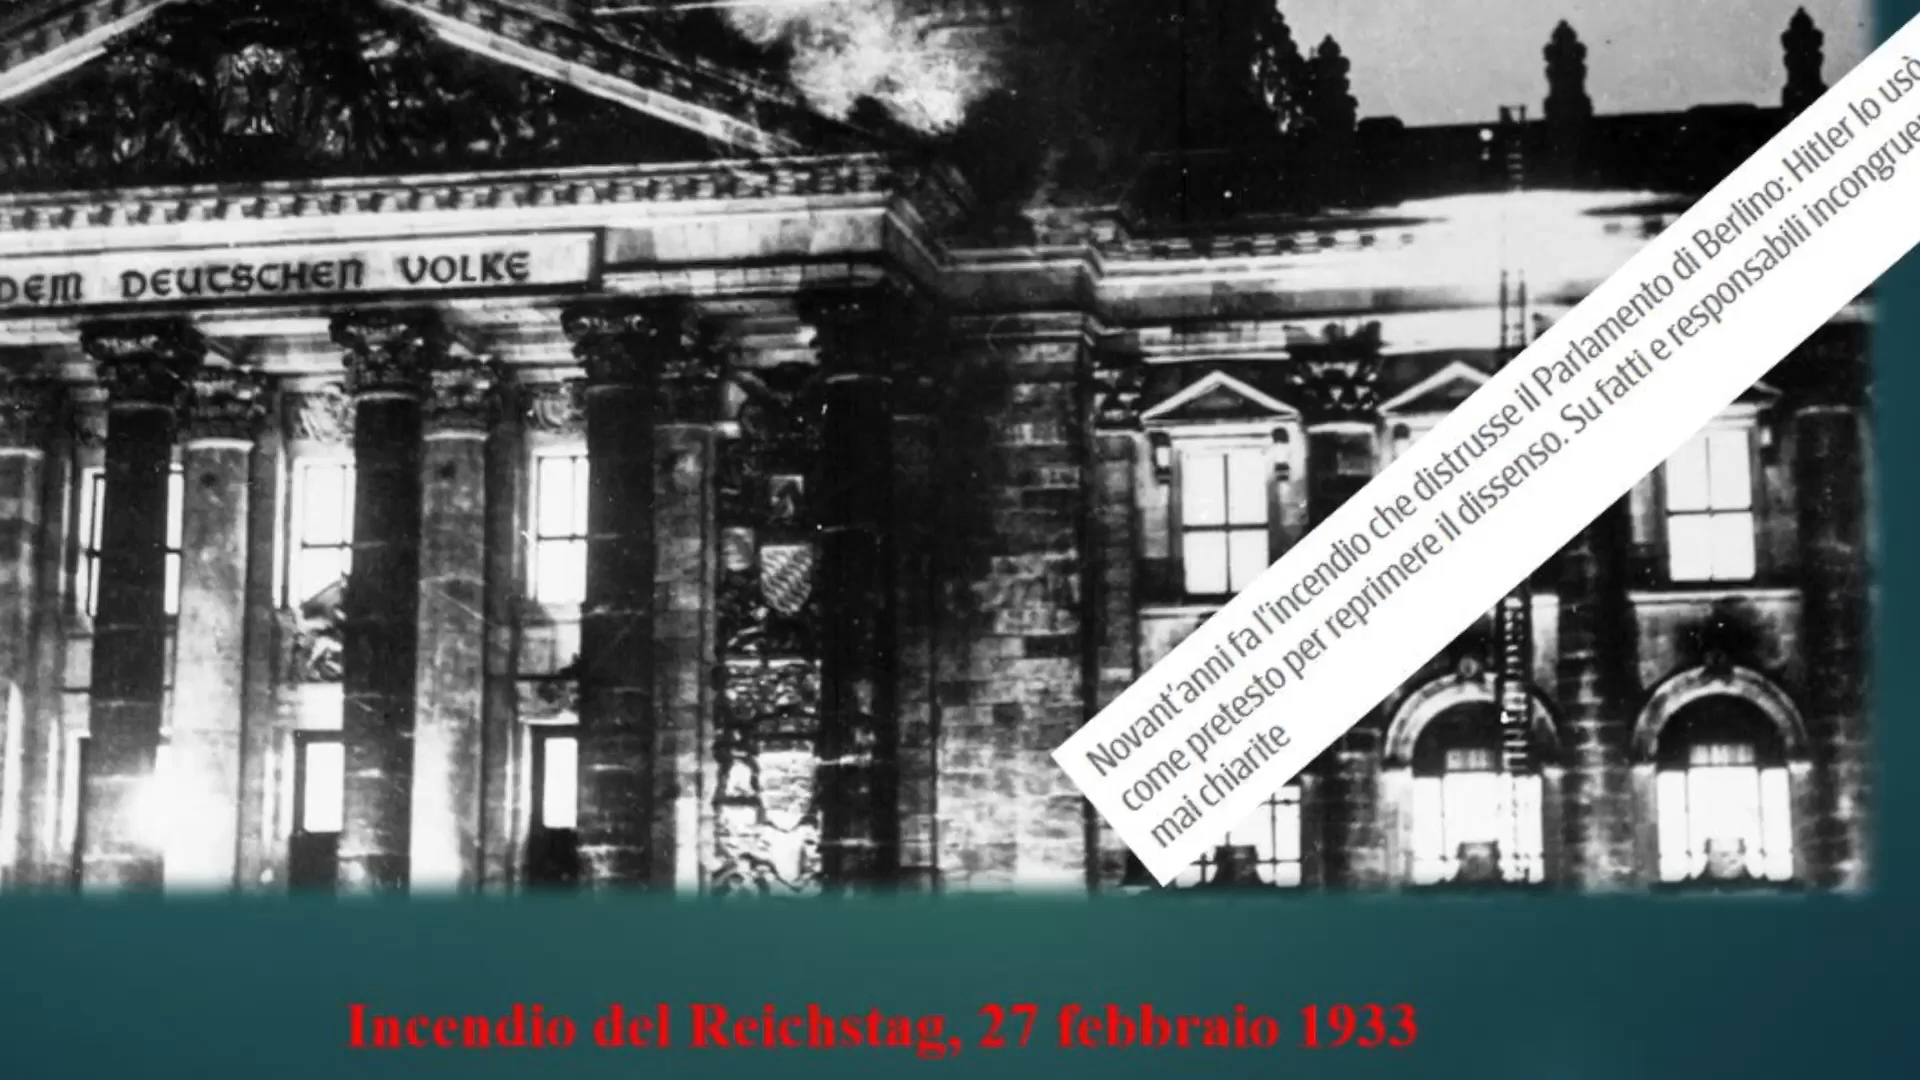 DEM DEUTSCHEN VOLKE
Novant'anni fa l'incendio che distrusse il Parlamento di Berlino: Hitler lo usò
come pretesto per reprimere il dissenso. Su fatti e responsabili
mai chiarite
Incendio del Reichstag, 27 febbraio 1933